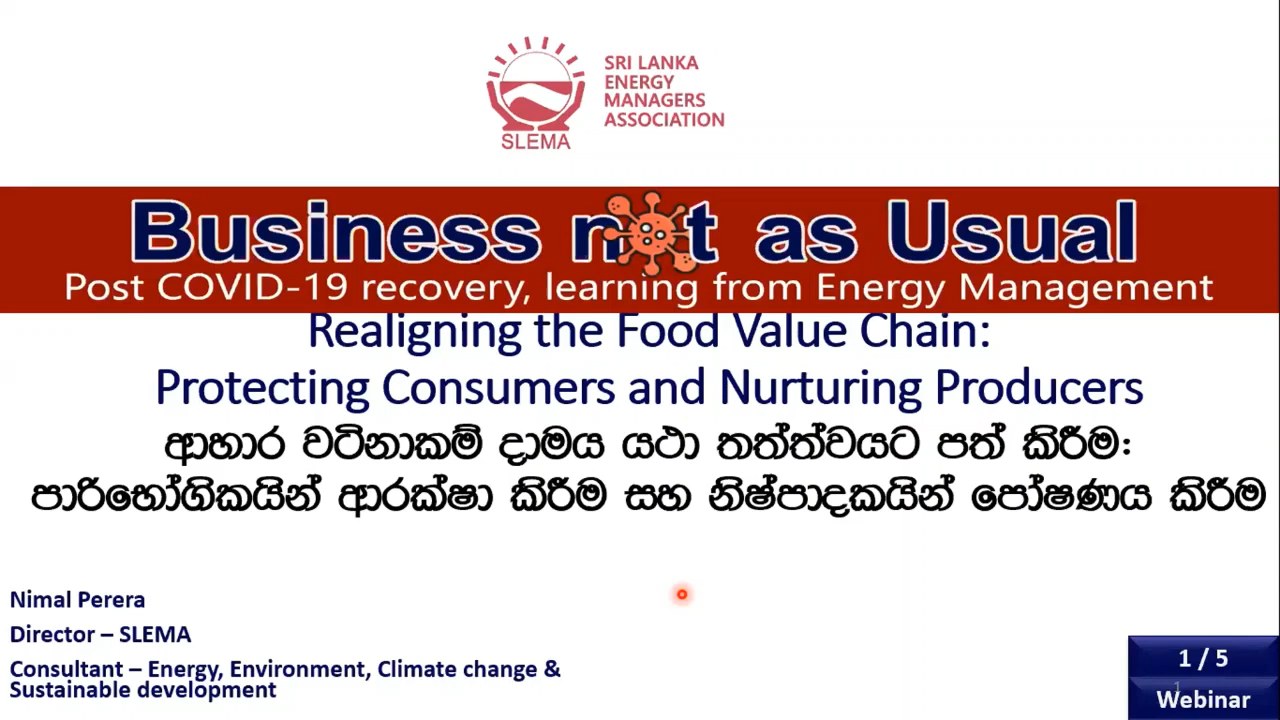 SRI LANKA
ENERGY
MANAGERS
ASSOCIATION
SLEMA
Business not as Usual
Post COVID-19 recovery, learning from Energy Management
Realigning the Food Value Chain:
Protecting Consumers and Nurturing Producers
ආහාර වටිනාකම් දාමය යථා තත්ත්වයට පත් කිරීම:
පාරිභෝගිකයින් ආරක්ෂා කිරීම සහ නිෂ්පාදකයින් පෝෂණය කිරීම
Nimal Perera
Director – SLEMA
Consultant – Energy, Environment, Climate change &
Sustainable development
1 / 5
1
Webinar